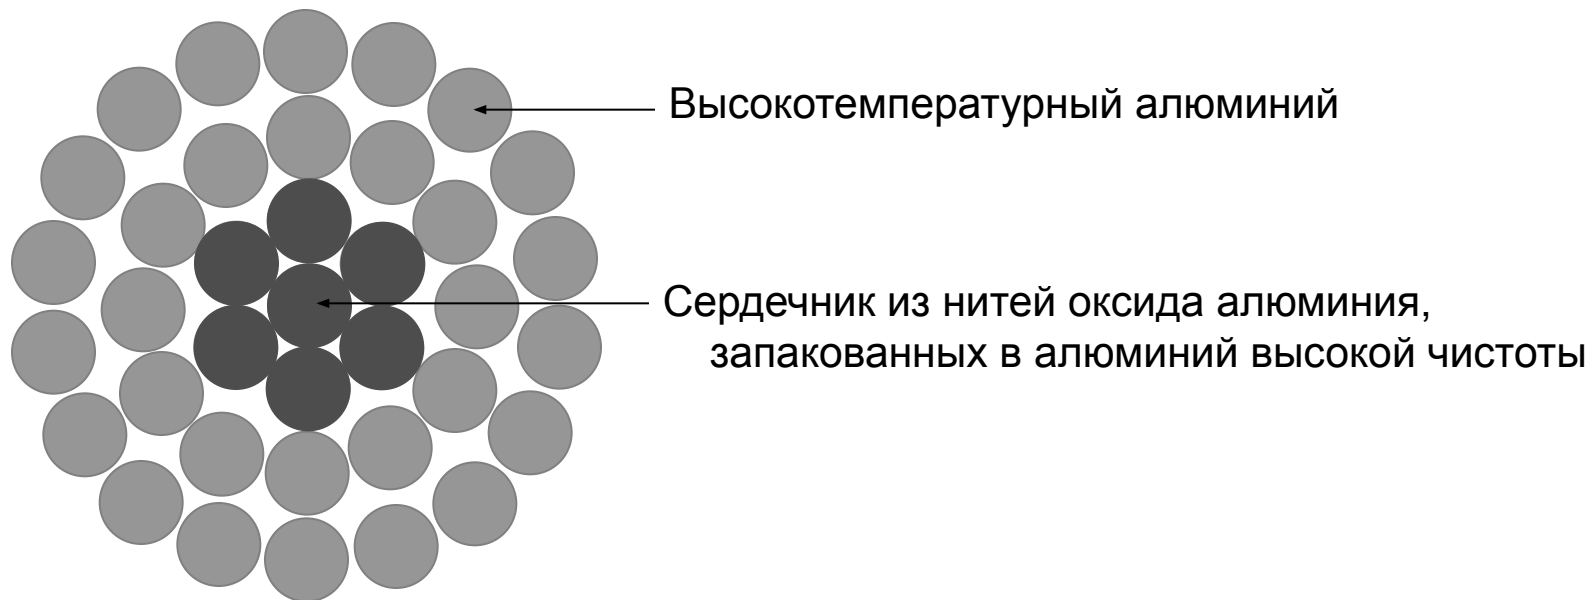 Высокотемпературный алюминий
Сердечник из нитей оксида алюминия,
запакованных в алюминий высокой чистоты